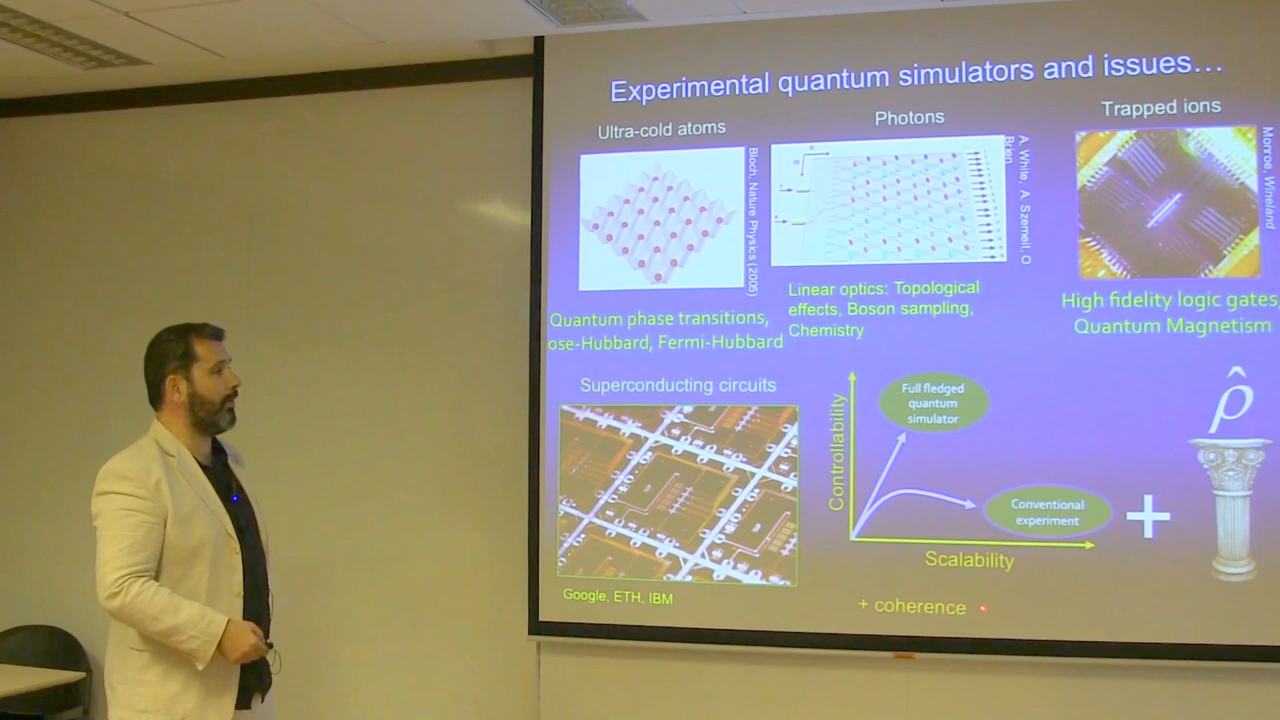 Experimental quantum simulators and issues...
Ultra-cold atoms
Bloch, Nature Physics (2005)
Quantum phase transitions,
ose-Hubbard, Fermi-Hubbard
Photons
A. White, A. Szemeit, O
Brien
Linear optics: Topological
effects, Boson sampling,
Chemistry
Trapped ions
Monroe, Wineland
High fidelity logic gates,
Quantum Magnetism
Superconducting circuits
Google, ETH, IBM
Controllability
Full fledged
quantum
simulator
Conventional
experiment
Scalability
+ coherence
+
ρ̂